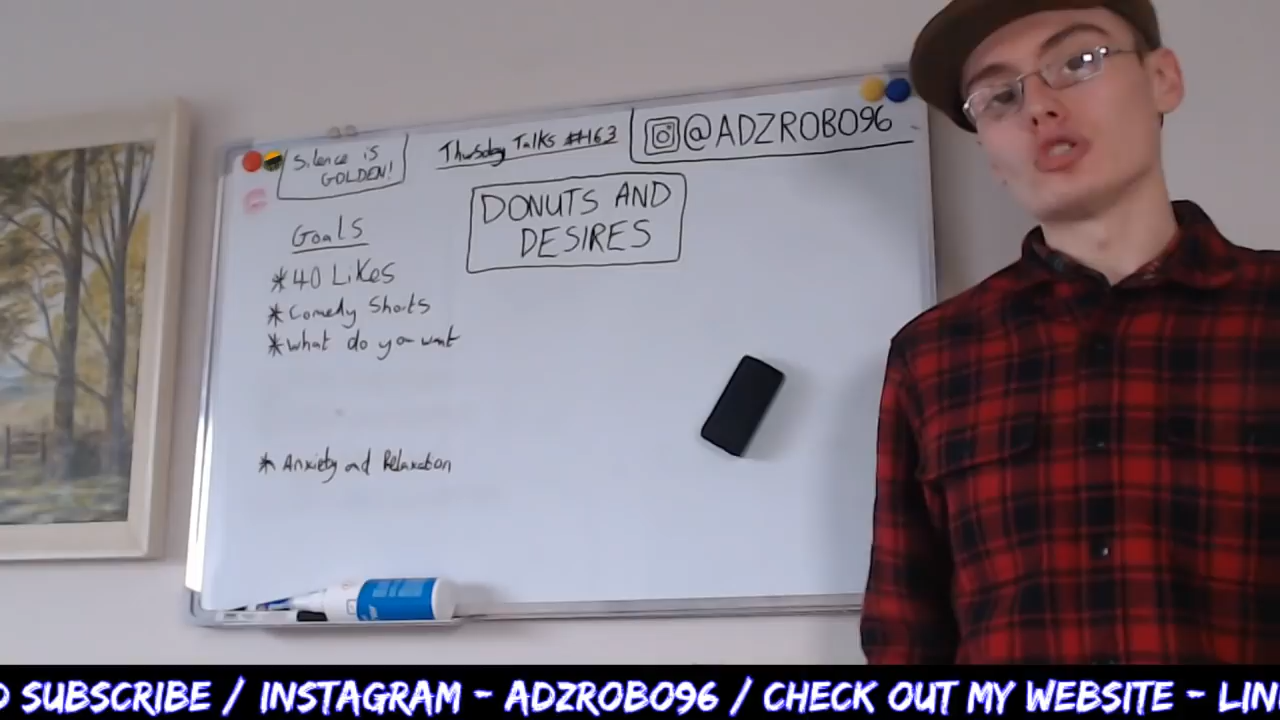 Silence is
GOLDEN!
Thursday Talks #163
@ADZROBO96
DONUTS AND
DESIRES
Goals
*40 Likes
*Comedy Shorts
*What do you want
* Anxiety and Relaxation
SUBSCRIBE / INSTAGRAM - ADZROBO96 / CHECK OUT MY WEBSITE -